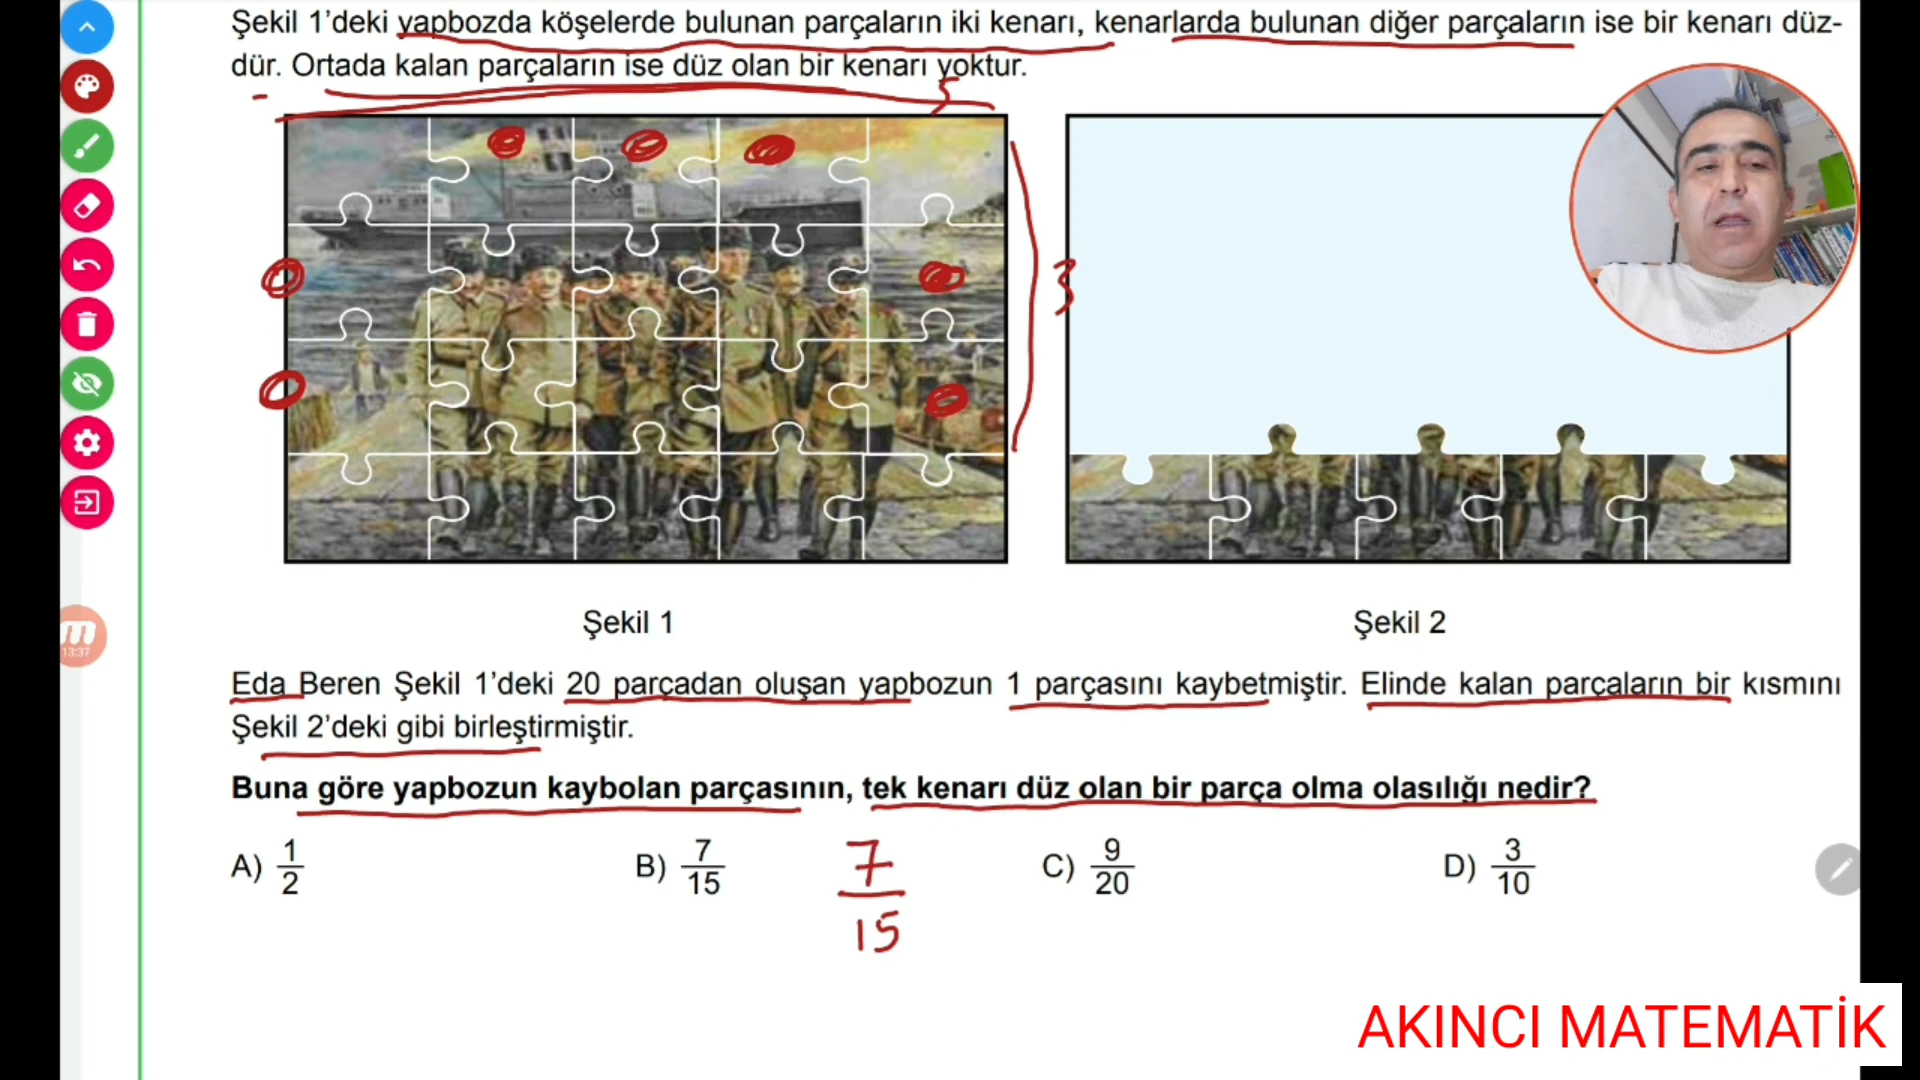 Şekil 1’deki yapbozda köşelerde bulunan parçaların iki kenarı, kenarlarda bulunan diğer parçaların ise bir kenarı düz-
dür. Ortada kalan parçaların ise düz olan bir kenarı yoktur.
5
3
Şekil 1
Şekil 2
m
13:37
Eda Beren Şekil 1’deki 20 parçadan oluşan yapbozun 1 parçasını kaybetmiştir. Elinde kalan parçaların bir kısmını
Şekil 2’deki gibi birleştirmiştir.
Buna göre yapbozun kaybolan parçasının, tek kenarı düz olan bir parça olma olasılığı nedir?
A) 1/2 B) 7/15 C) 9/20 D) 3/10
7/15
AKINCI MATEMATİK